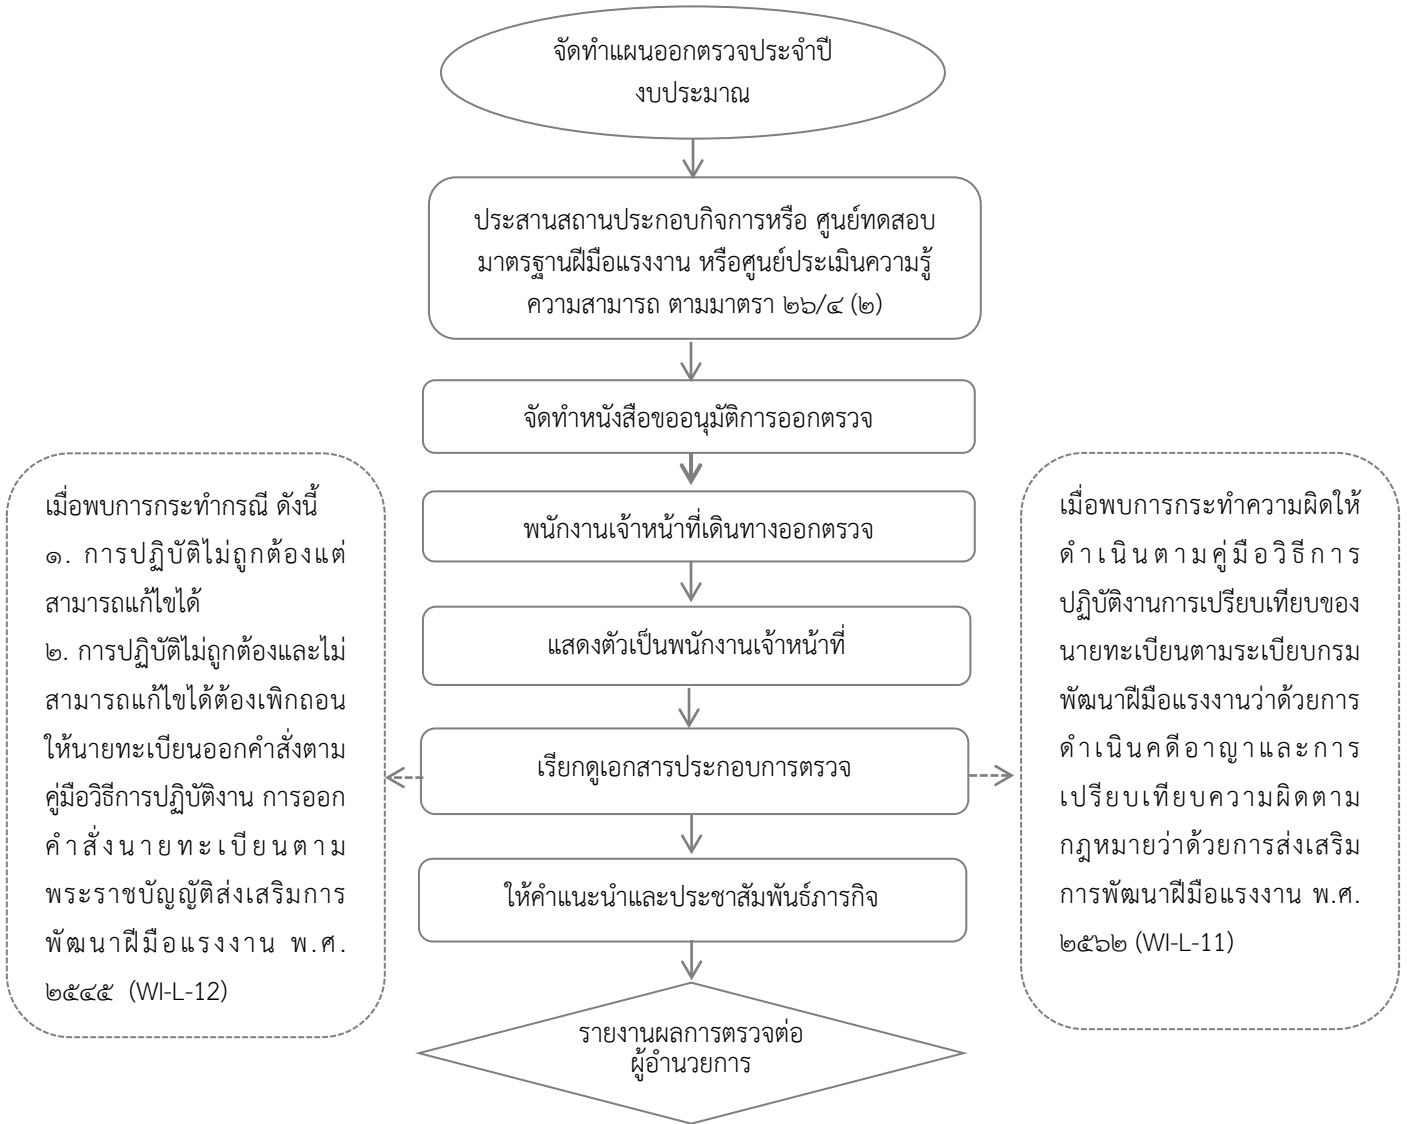 จัดทำแผนออกตรวจประจำปี
งบประมาณ
ประสานสถานประกอบกิจการหรือ ศูนย์ทดสอบ
มาตรฐานฝีมือแรงงาน หรือศูนย์ประเมินความรู้
ความสามารถ ตามมาตรา ๒๖/๔ (๒)
จัดทำหนังสือขออนุมัติการออกตรวจ
พนักงานเจ้าหน้าที่เดินทางออกตรวจ
แสดงตัวเป็นพนักงานเจ้าหน้าที่
เรียกดูเอกสารประกอบการตรวจ
ให้คำแนะนำและประชาสัมพันธ์ภารกิจ
รายงานผลการตรวจต่อ
ผู้อำนวยการ
เมื่อพบการกระทำกรณี ดังนี้
๑. การปฏิบัติไม่ถูกต้องแต่
สามารถแก้ไขได้
๒. การปฏิบัติไม่ถูกต้องและไม่
สามารถแก้ไขได้ต้องเพิกถอน
ให้นายทะเบียนออกคำสั่งตาม
คู่มือวิธีการปฏิบัติงาน การออก
คำสั่งนายทะเบียนตาม
พระราชบัญญัติส่งเสริมการ
พัฒนาฝีมือแรงงาน พ.ศ.
๒๕๔๕ (WI-L-12)
เมื่อพบการกระทำความผิดให้
ดำเนินตามคู่มือวิธีการ
ปฏิบัติงานการเปรียบเทียบของ
นายทะเบียนตามระเบียบกรม
พัฒนาฝีมือแรงงานว่าด้วยการ
ดำเนินคดีอาญาและการ
เปรียบเทียบความผิดตาม
กฎหมายว่าด้วยการส่งเสริม
การพัฒนาฝีมือแรงงาน พ.ศ.
๒๕๖๒ (WI-L-11)